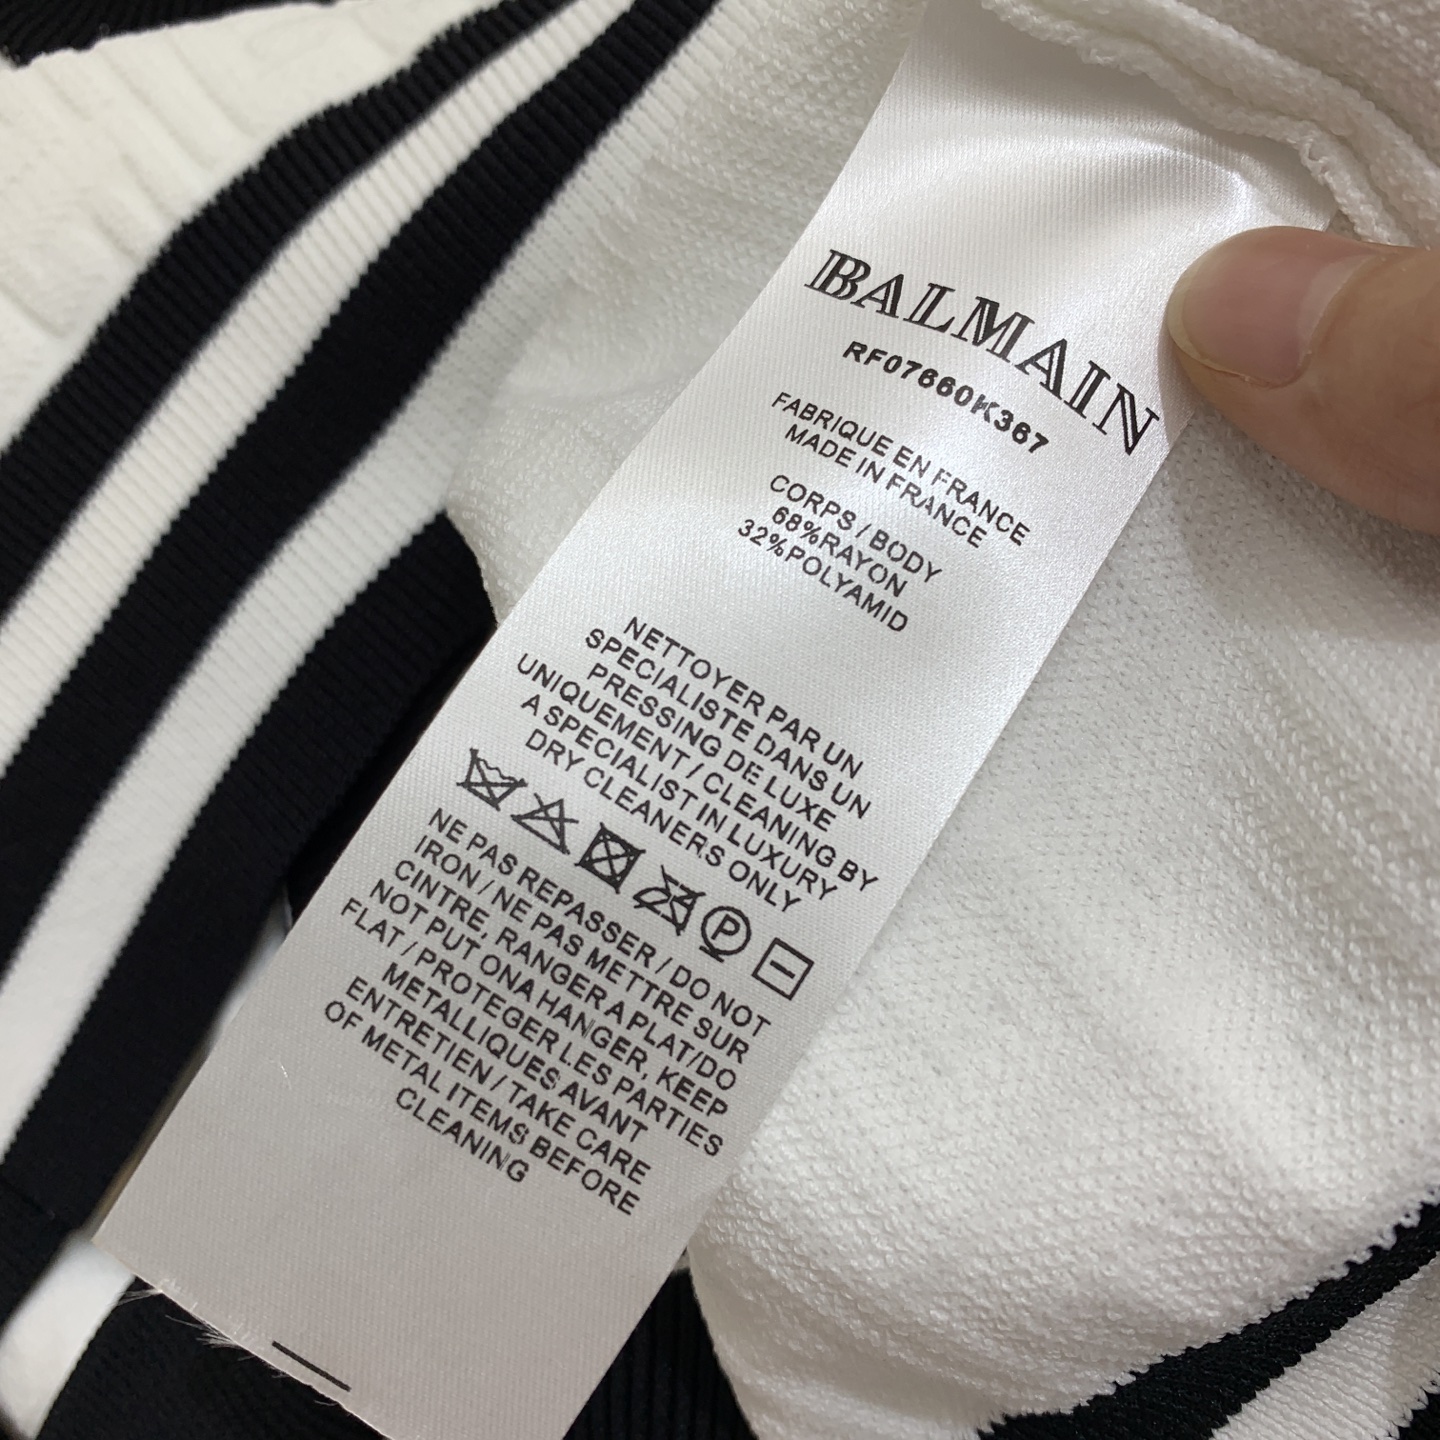 BALMAIN
RF07660K367
FABRIQUE EN FRANCE
MADE IN FRANCE
CORPS / BODY
68%RAYON
32%POLYAMID
NETTOYER PAR UN
SPECIALISTE DANS UN
PRESSING DE LUXE
UNIQUEMENT / CLEANING BY
A SPECIALIST IN LUXURY
DRY CLEANERS ONLY
P
NE PAS REPASSER / DO NOT
IRON / NE PAS METTRE SUR
CINTRE, RANGER A PLAT/DO
NOT PUT ONA HANGER, KEEP
FLAT / PROTEGER LES PARTIES
METALLIQUES AVANT
ENTRETIEN / TAKE CARE
OF METAL ITEMS BEFORE
CLEANING